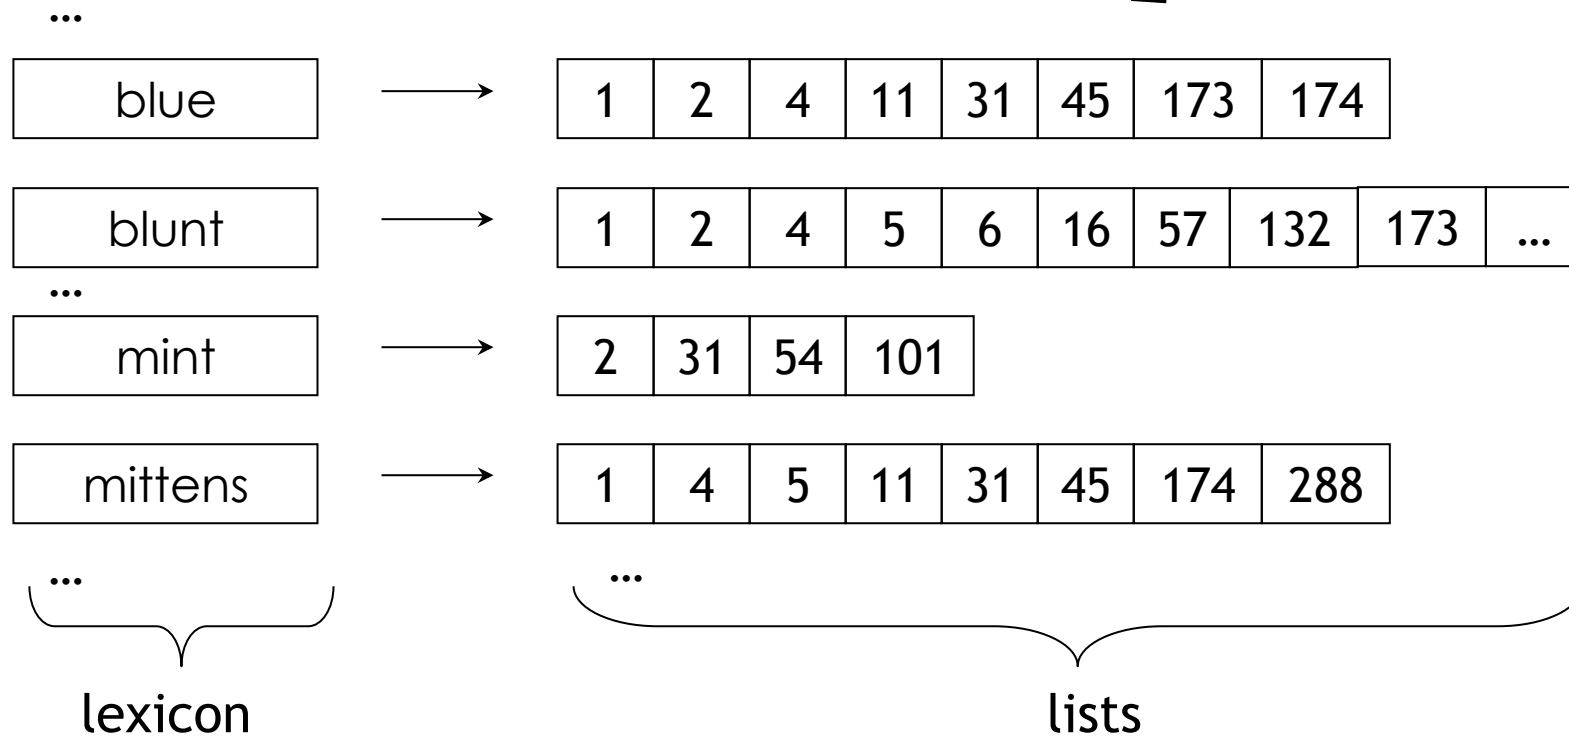 ...
blue 1 2 4 11 31 45 173 174
blunt 1 2 4 5 6 16 57 132 173 ...
...
mint 2 31 54 101
mittens 1 4 5 11 31 45 174 288
... ...
lexicon lists